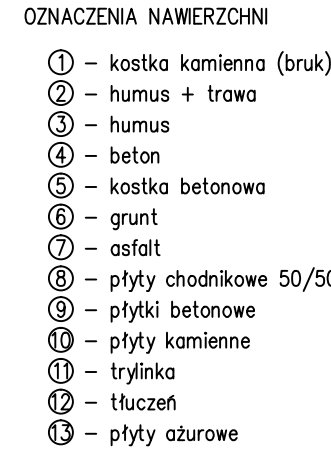 OZNACZENIA NAWIERZCHNI
① – kostka kamienna (bruk)
② – humus + trawa
③ – humus
④ – beton
⑤ – kostka betonowa
⑥ – grunt
⑦ – asfalt
⑧ – płyty chodnikowe 50/50
⑨ – płytki betonowe
⑩ – płyty kamienne
⑪ – trylinka
⑫ – tłuczeń
⑬ – płyty ażurowe